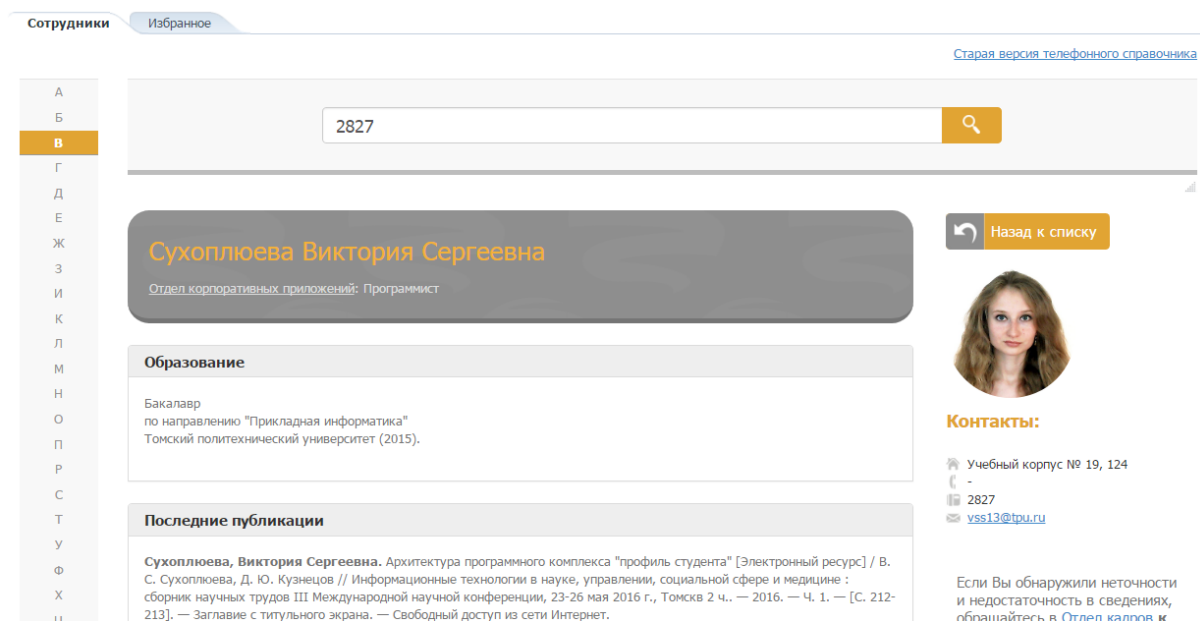 Сотрудники
Избранное
Старая версия телефонного справочника
А
Б
В
Г
Д
Е
Ж
З
И
К
Л
М
Н
О
П
Р
С
Т
У
Ф
Х
2827
Сухоплюева Виктория Сергеевна
Отдел корпоративных приложений: Программист
Образование
Бакалавр
по направлению "Прикладная информатика"
Томский политехнический университет (2015).
Последние публикации
Сухоплюева, Виктория Сергеевна. Архитектура программного комплекса "профиль студента" [Электронный ресурс] / В.
С. Сухоплюева, Д. Ю. Кузнецов // Информационные технологии в науке, управлении, социальной сфере и медицине :
сборник научных трудов III Международной научной конференции, 23-26 мая 2016 г., Томскв 2 ч.. — 2016. — Ч. 1. — [С. 212-
213]. — Заглавие с титульного экрана. — Свободный доступ из сети Интернет.
Назад к списку
Контакты:
Учебный корпус № 19, 124
-
2827
vss13@tpu.ru
Если Вы обнаружили неточности
и недостаточность в сведениях,
обращайтесь в Отдел кадров к